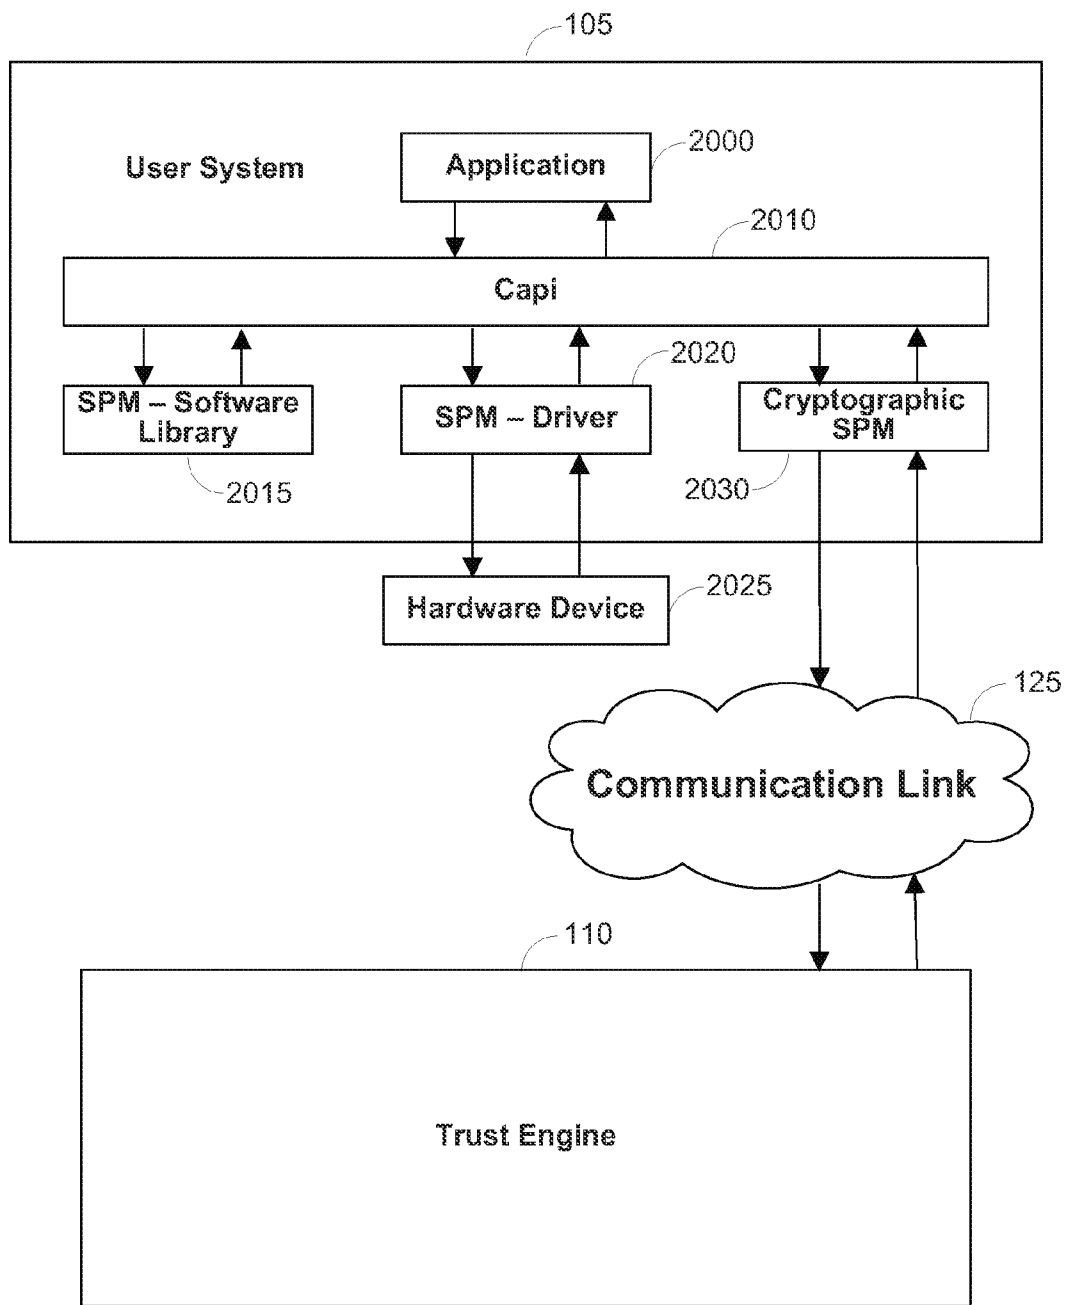 105
User System
Application
2000
2010
Capi
2020
SPM – Software
Library
SPM – Driver
Cryptographic
SPM
2015
2030
Hardware Device
2025
125
Communication Link
110
Trust Engine